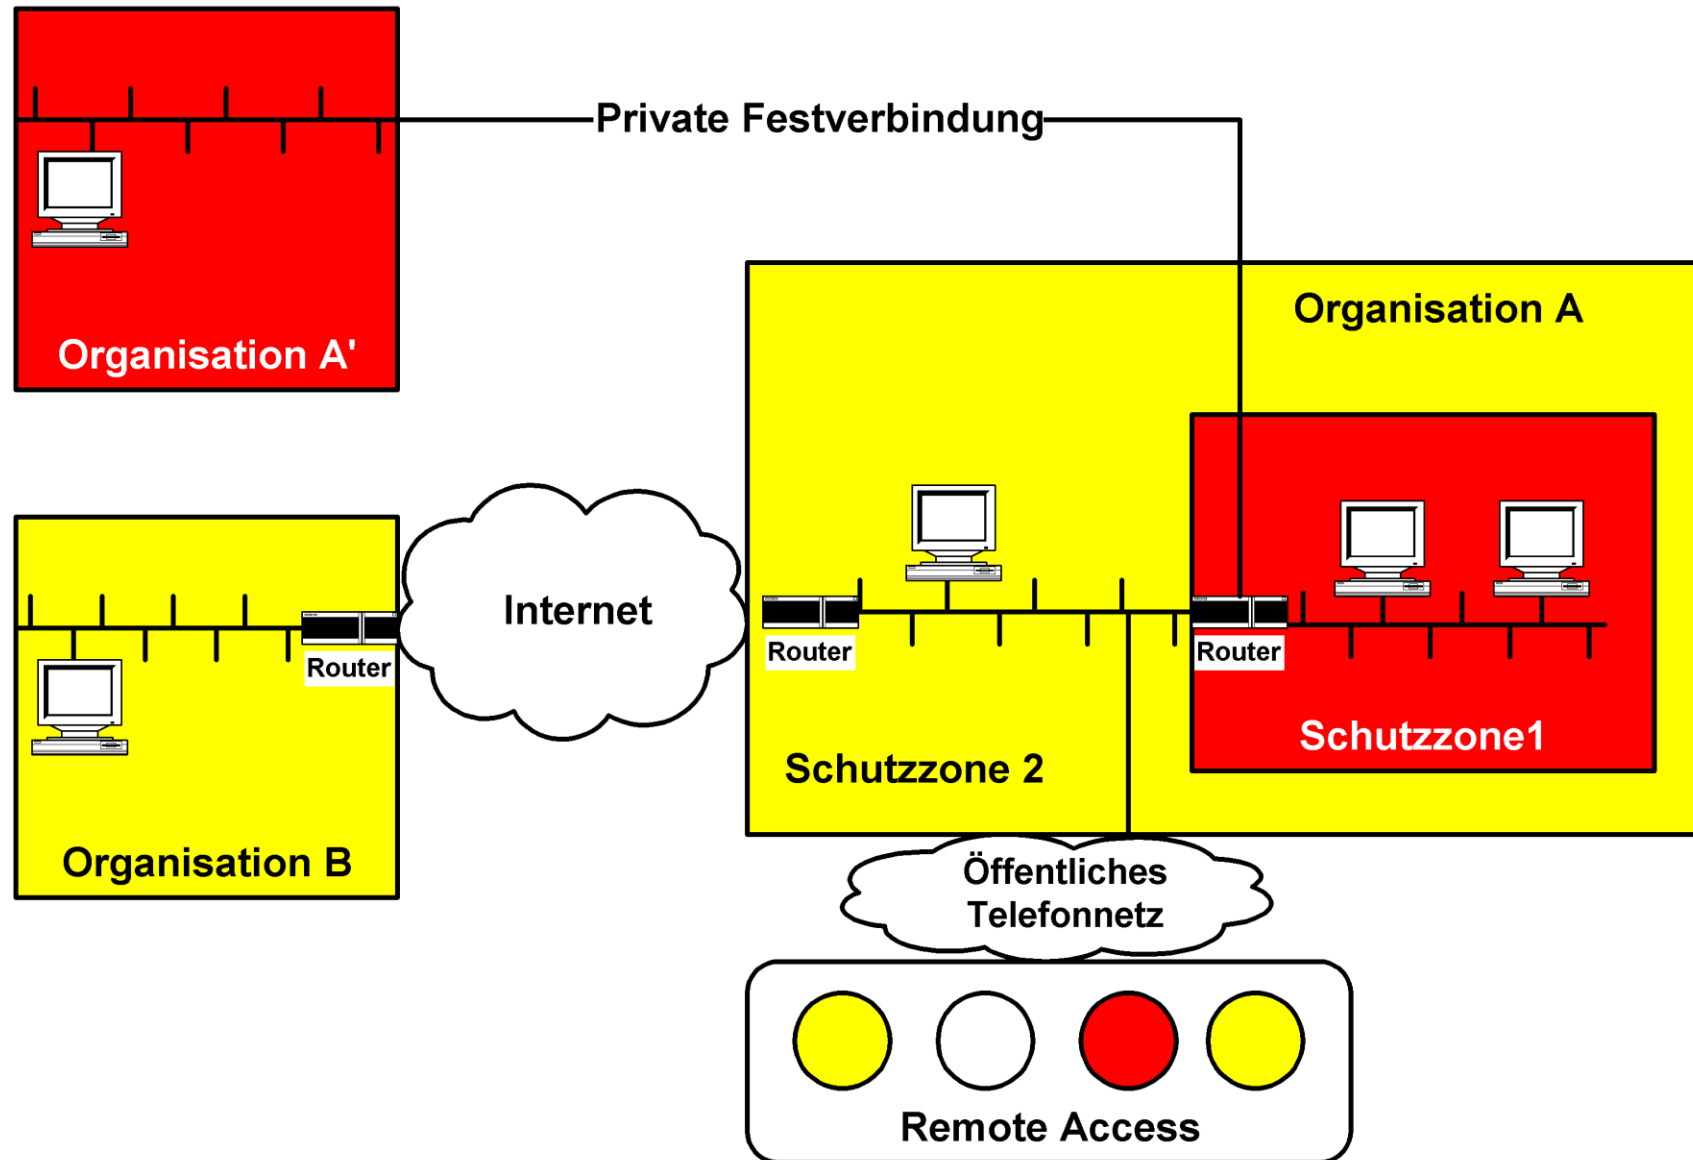 Private Festverbindung
Organisation A'
Organisation A
Internet
Router
Router
Router
Schutzzone1
Schutzzone 2
Organisation B
Öffentliches
Telefonnetz
Remote Access